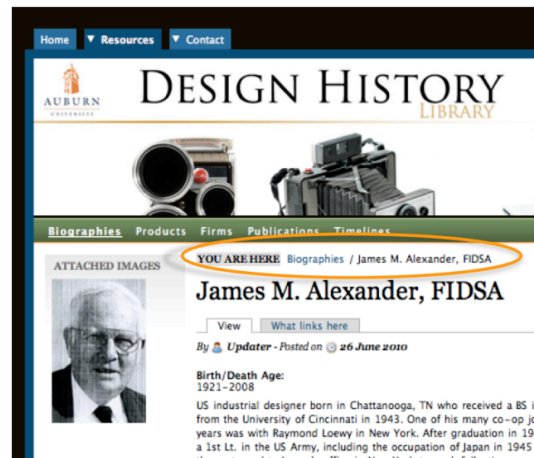 Home ▼ Resources ▼ Contact
AUBURN
UNIVERSITY
DESIGN HISTORY
LIBRARY
Biographies Products Firms Publications Timelines
ATTACHED IMAGES
YOU ARE HERE Biographies / James M. Alexander, FIDSA
James M. Alexander, FIDSA
View What links here
By Updater - Posted on 26 June 2010
Birth/Death Age:
1921-2008
US industrial designer born in Chattanooga, TN who received a BS
from the University of Cincinnati in 1943. One of his many co-op
years was with Raymond Loewy in New York. After graduation in 19
a 1st Lt. in the US Army, including the occupation of Japan in 1945